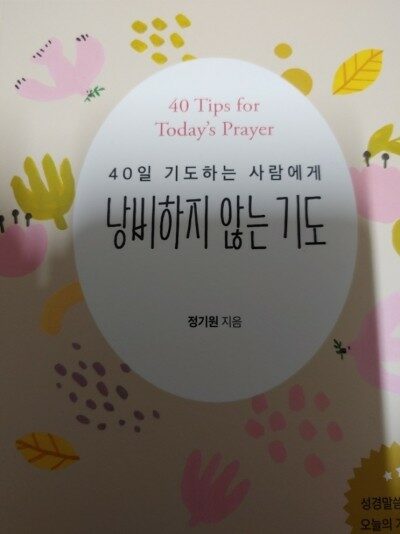 40 Tips for
Today's Prayer
40일 기도하는 사람에게
낭비하지 않는 기도
정기원 지음
성경말씀
오늘의